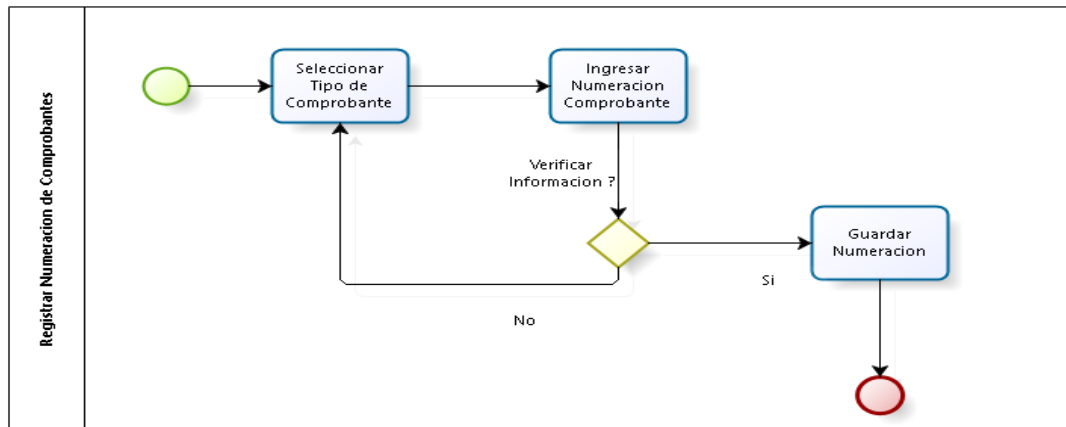 Registrar Numeracion de Comprobantes
Seleccionar
Tipo de
Comprobante
Ingresar
Numeracion
Comprobante
Verificar
Informacion ?
Guardar
Numeracion
Si
No